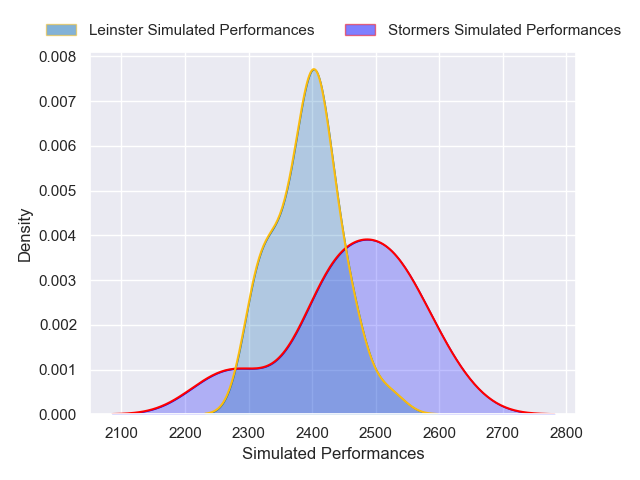 Leinster Simulated Performances
Stormers Simulated Performances
0.008
0.007
0.006
0.005
0.004
0.003
0.002
0.001
0.000
Density
2100 2200 2300 2400 2500 2600 2700 2800
Simulated Performances